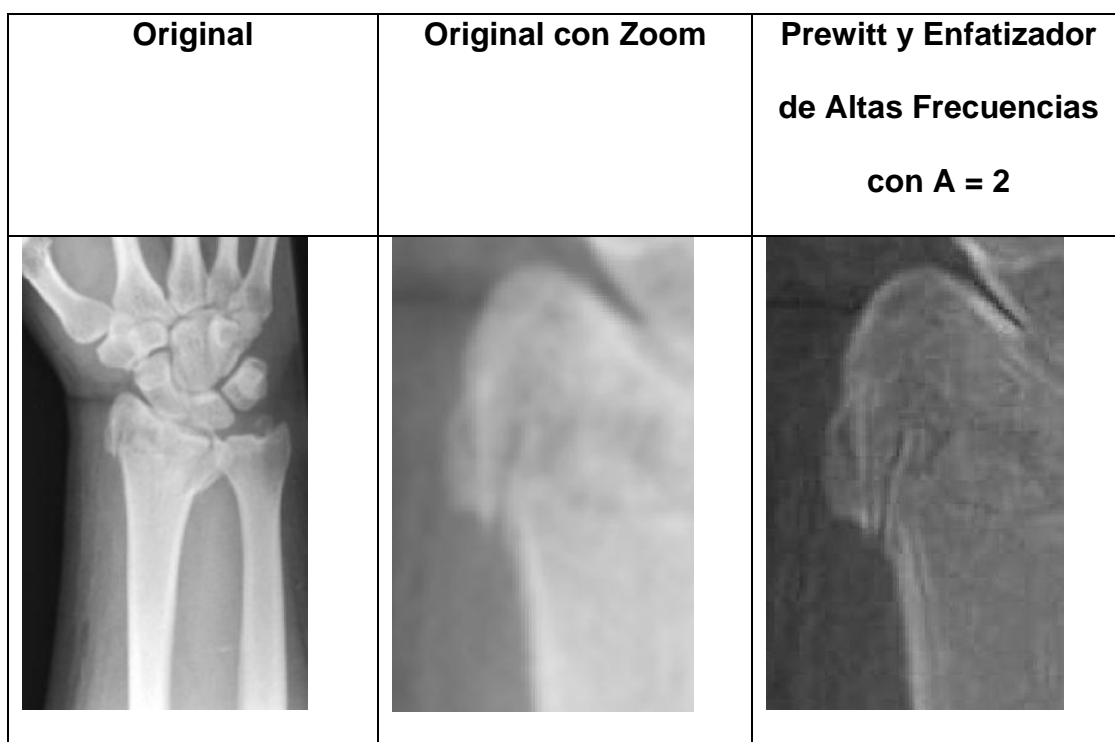 Original
Original con Zoom
Prewitt y Enfatizador
de Altas Frecuencias
con A = 2